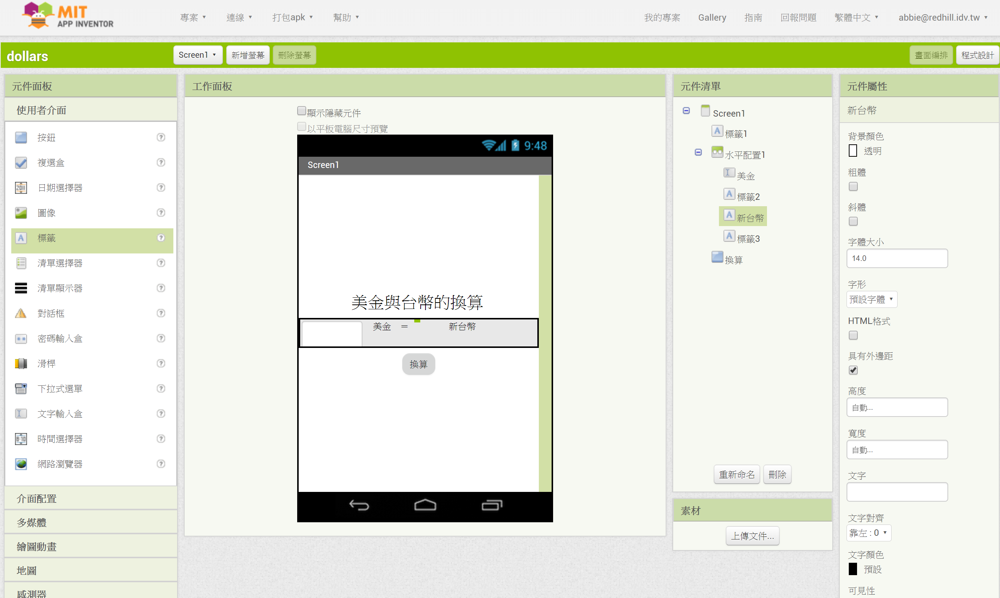 MIT
APP INVENTOR
專案 連線 打包apk 幫助 我的專案 Gallery 指南 回報問題 繁體中文 abbie@redhill.idv.tw
dollars
Screen1 新增螢幕 刪除螢幕 畫面編排 程式設計
元件面板
使用者介面
按鈕
複選盒
日期選擇器
圖像
標籤
清單選擇器
清單顯示器
對話框
密碼輸入盒
滑桿
下拉式選單
文字輸入盒
時間選擇器
網路瀏覽器
介面配置
多媒體
繪圖動畫
地圖
感測器
工作面板
顯示隱藏元件
以平板電腦尺寸預覽
9:48
Screen1
美金與台幣的換算
美金 = 新台幣
換算
元件清單
Screen1
標籤1
水平配置1
美金
標籤2
新台幣
標籤3
換算
重新命名 刪除
素材
上傳文件...
元件屬性
新台幣
背景顏色
透明
粗體
斜體
字體大小
14.0
字形
預設字體
HTML格式
具有外邊距
高度
自動...
寬度
自動...
文字
文字對齊
靠左 : 0
文字顏色
預設
可見性